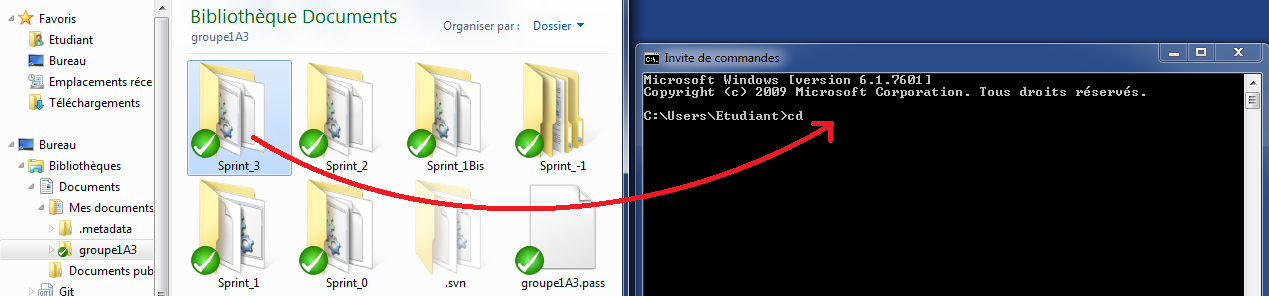 Favoris
Etudiant
Bureau
Emplacements réce
Téléchargements
Bureau
Bibliothèques
Documents
Mes documents
.metadata
groupe1A3
Documents pub
Git
Bibliothèque Documents
groupe1A3
Organiser par : Dossier
Sprint_3
Sprint_2
Sprint_1Bis
Sprint_-1
Sprint_1
Sprint_0
.svn
groupe1A3.pass
C:\.
Invite de commandes
Microsoft Windows [version 6.1.7601]
Copyright (c) 2009 Microsoft Corporation. Tous droits réservés.
C:\Users\Etudiant>cd